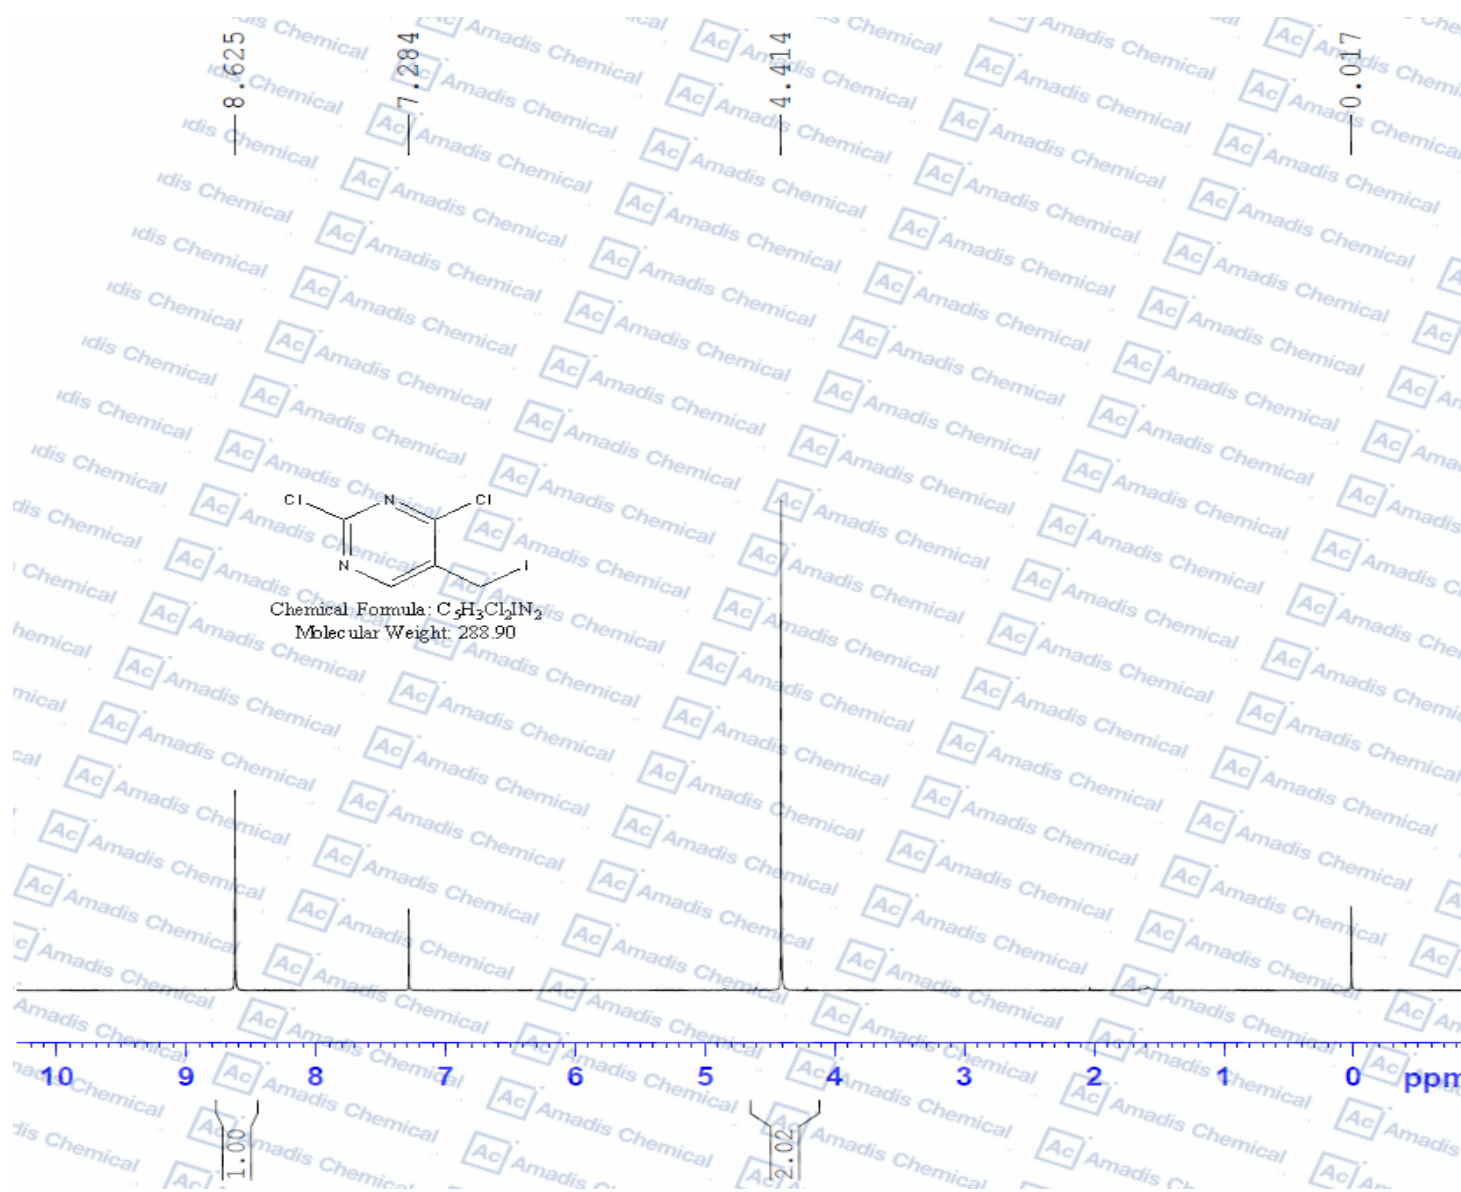 8.625
7.284
4.414
0.017
Cl
N
Cl
N
I
Chemical Formula: C5H3Cl2IN2
Molecular Weight: 288.90
10 9 8 7 6 5 4 3 2 1 0 ppm
1.00
2.02
Ac Amadis Chemical